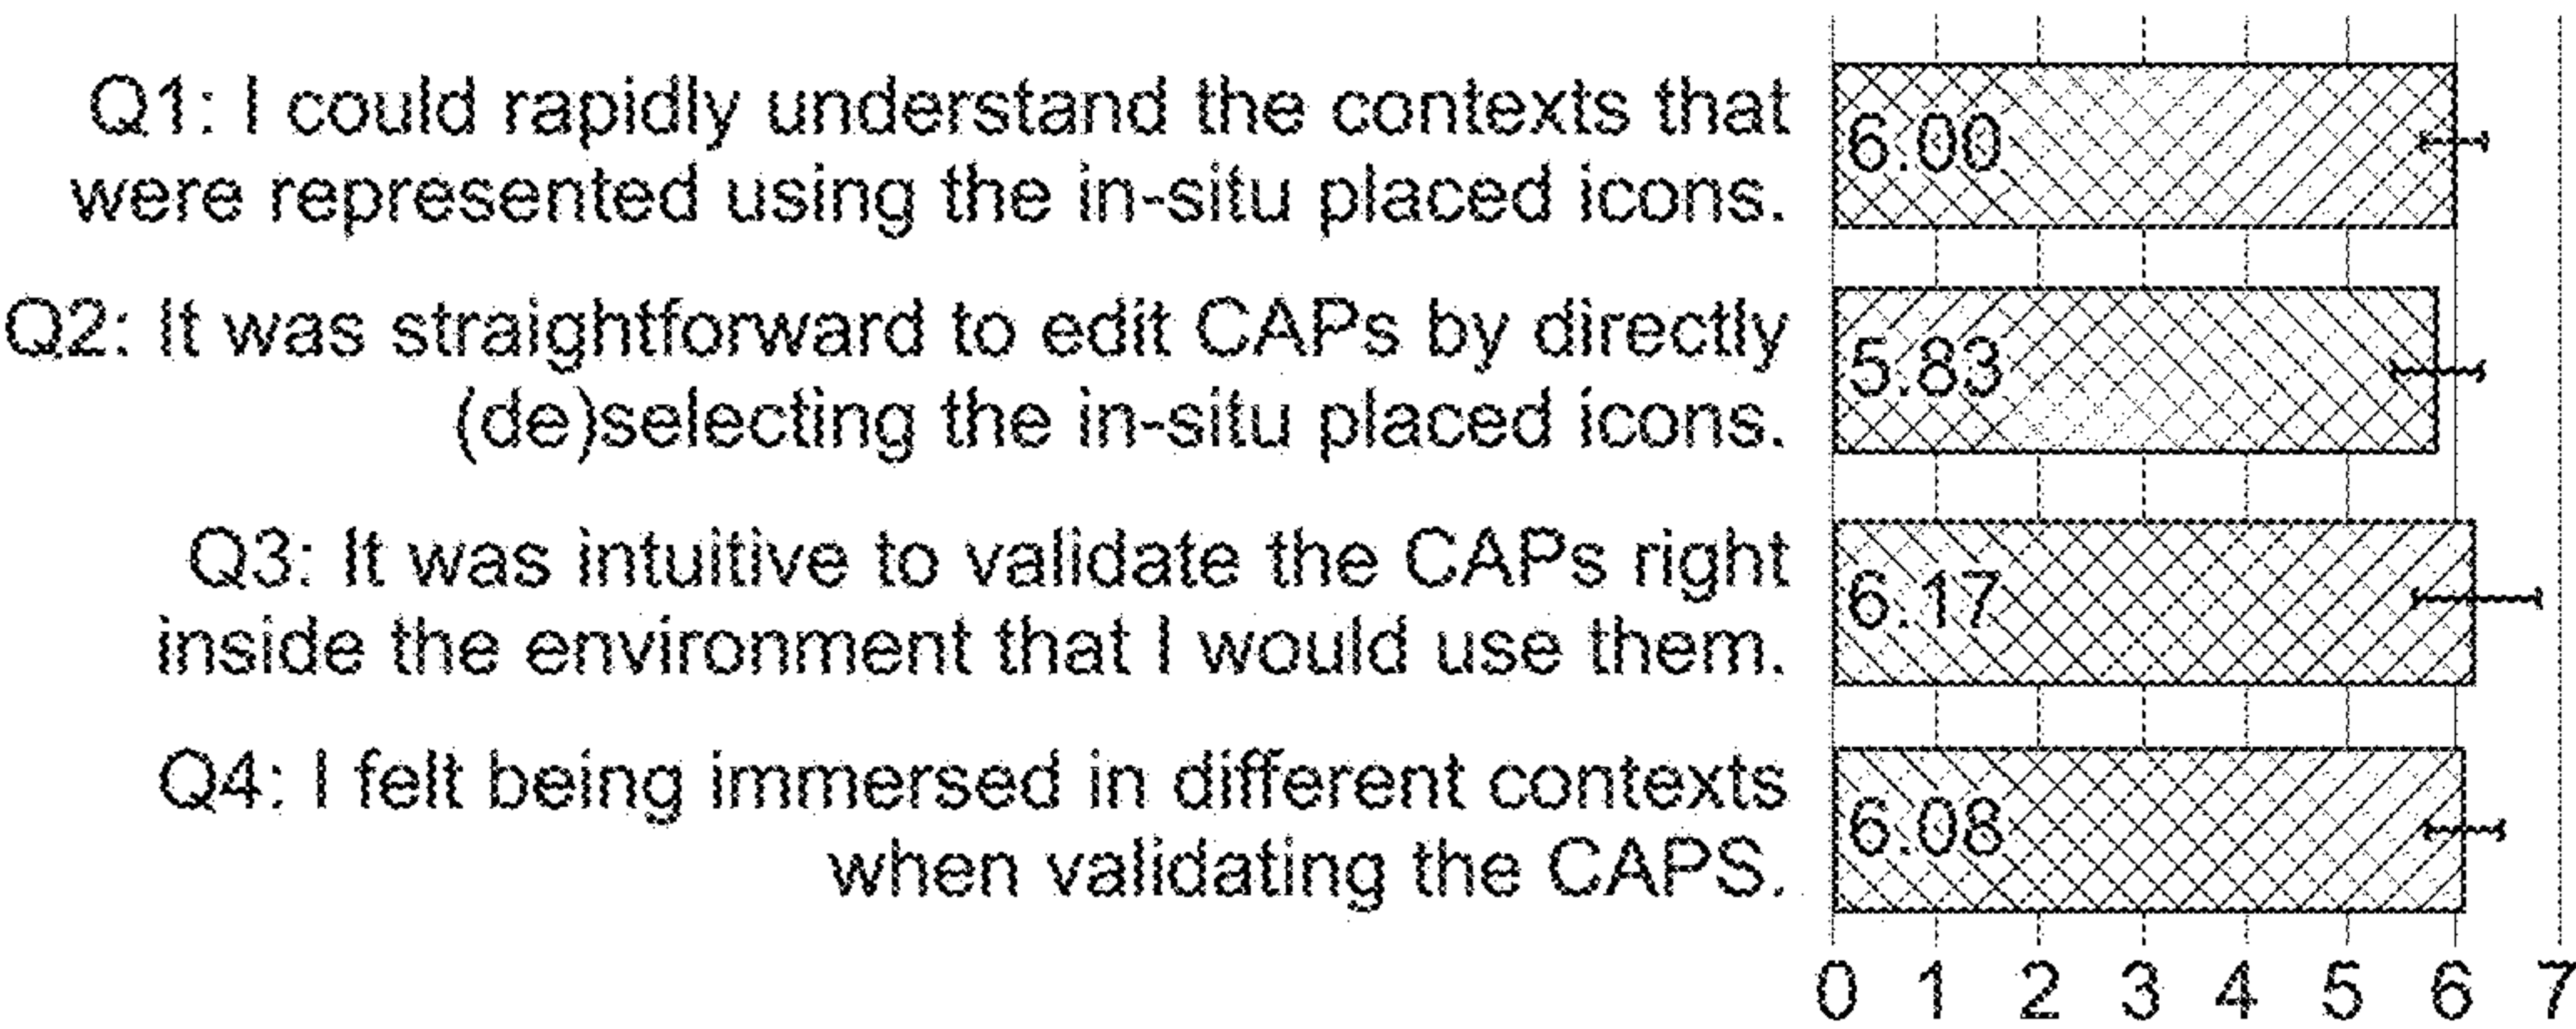 Q1: I could rapidly understand the contexts that
were represented using the in-situ placed icons.
6.00
Q2: It was straightforward to edit CAPs by directly
(de)selecting the in-situ placed icons.
5.83
Q3: It was intuitive to validate the CAPs right
inside the environment that I would use them.
6.17
Q4: I felt being immersed in different contexts
when validating the CAPS.
6.08
0 1 2 3 4 5 6 7